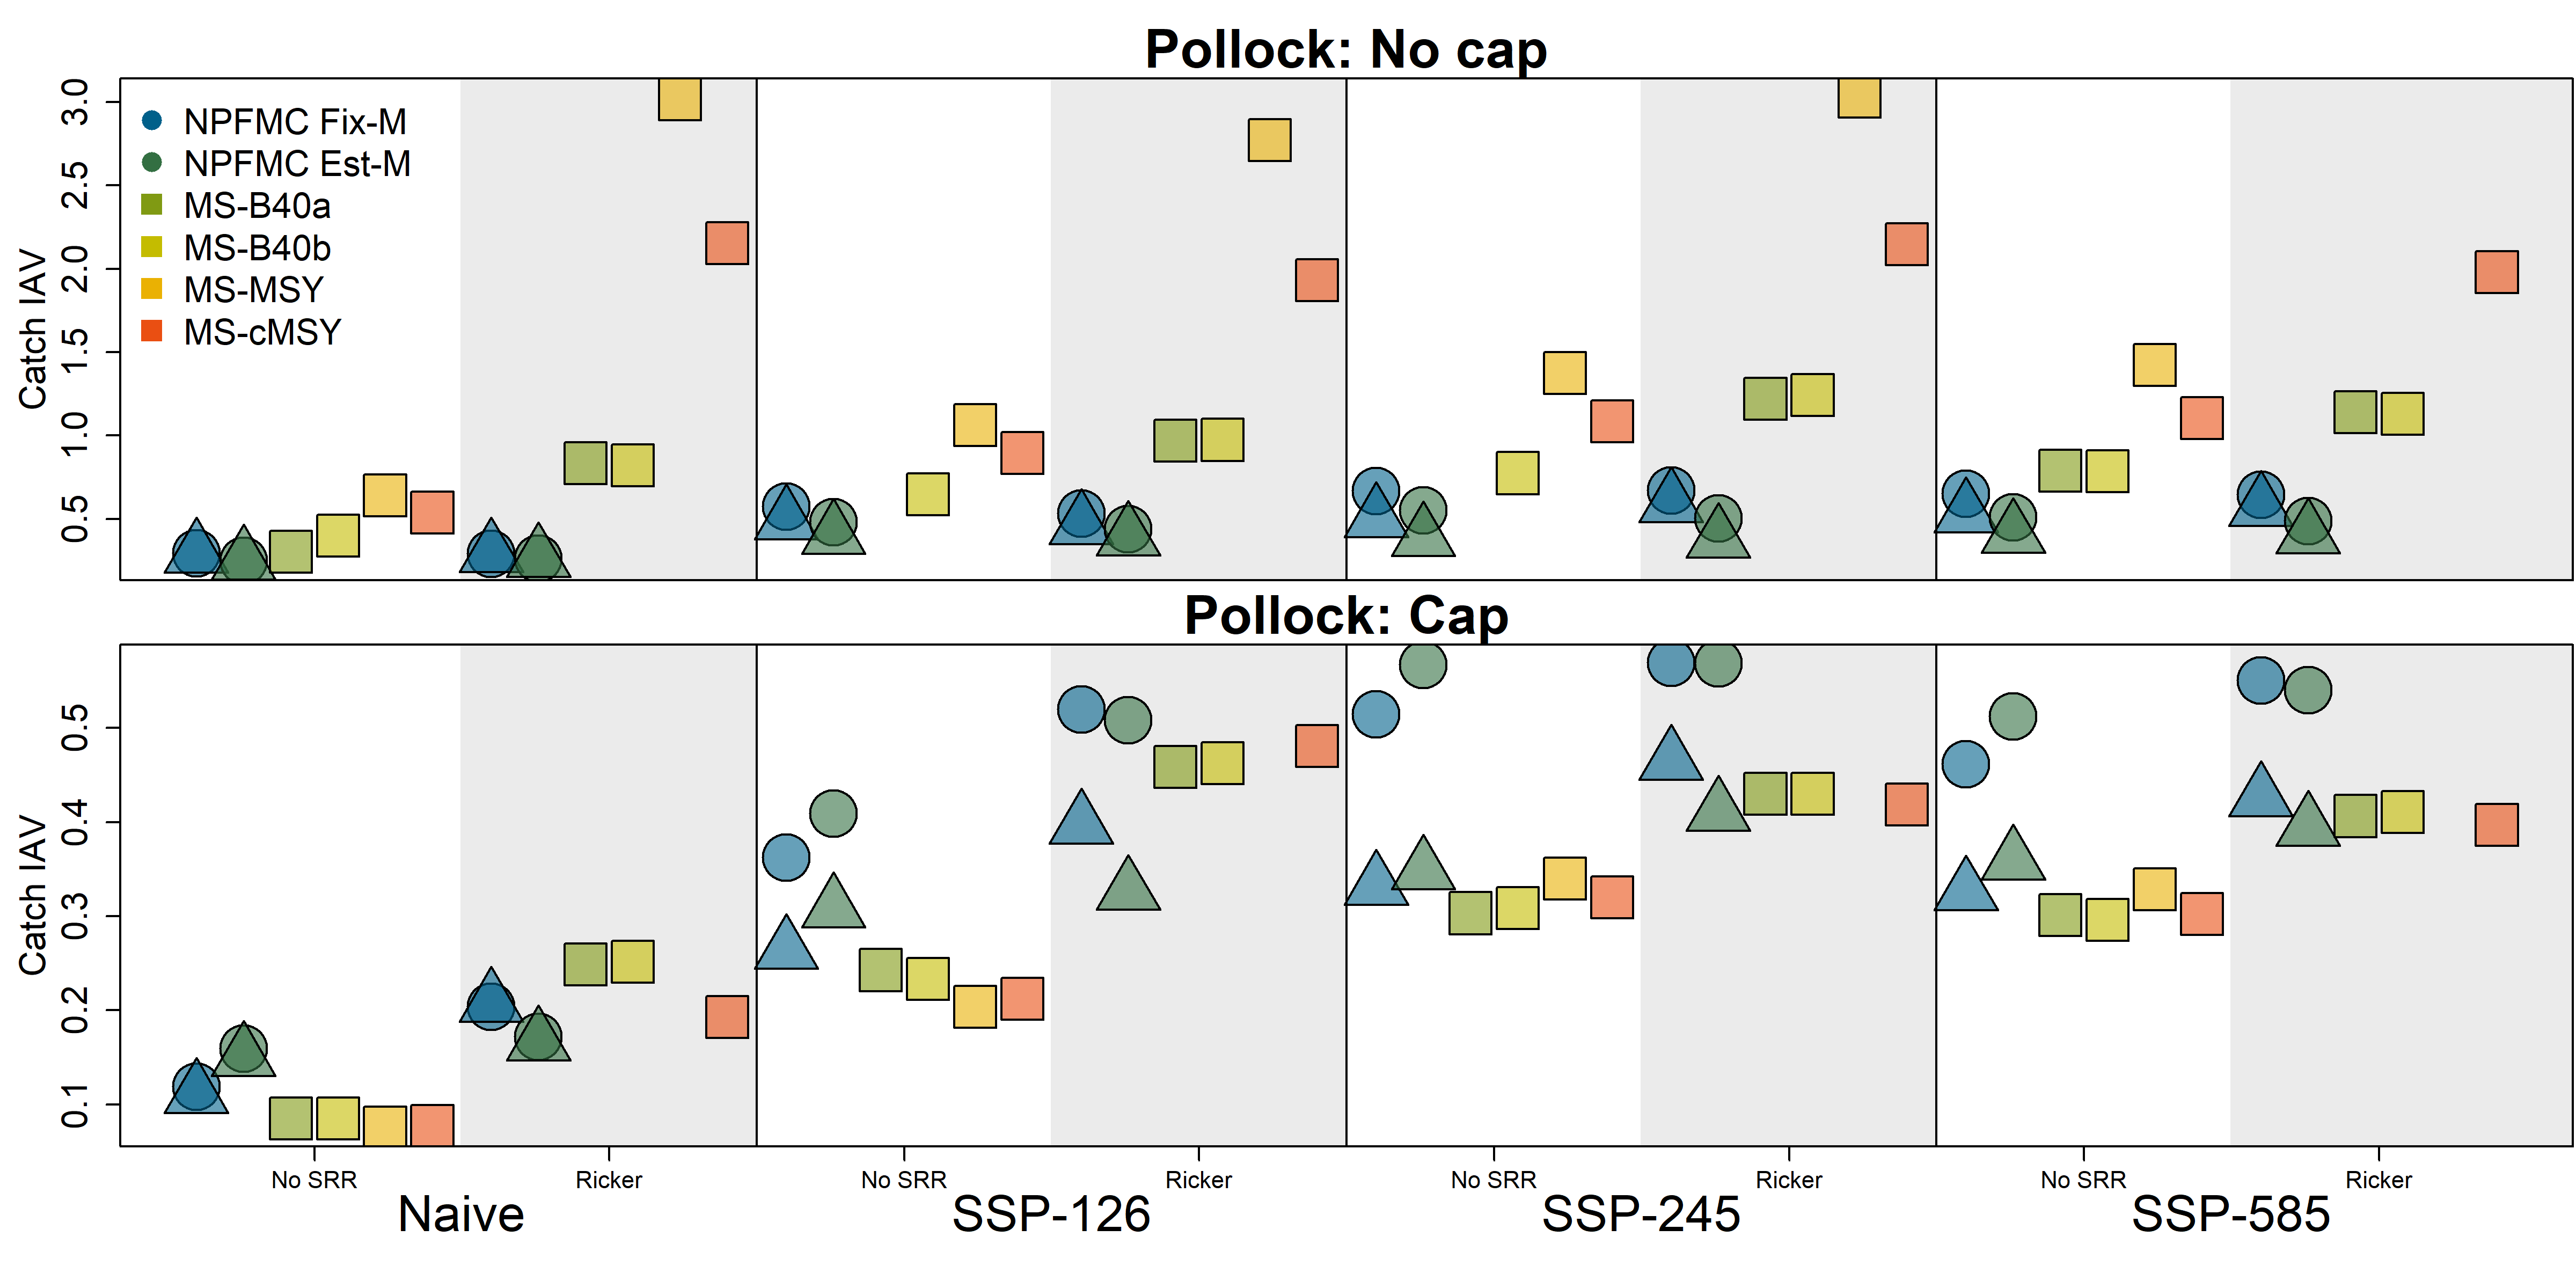 Pollock: No cap
Catch IAV
3.0
2.5
2.0
1.5
1.0
0.5
NPFMC Fix-M
NPFMC Est-M
MS-B40a
MS-B40b
MS-MSY
MS-cMSY
Pollock: Cap
Catch IAV
0.5
0.4
0.3
0.2
0.1
No SRR Ricker No SRR Ricker No SRR Ricker No SRR Ricker
Naive SSP-126 SSP-245 SSP-585